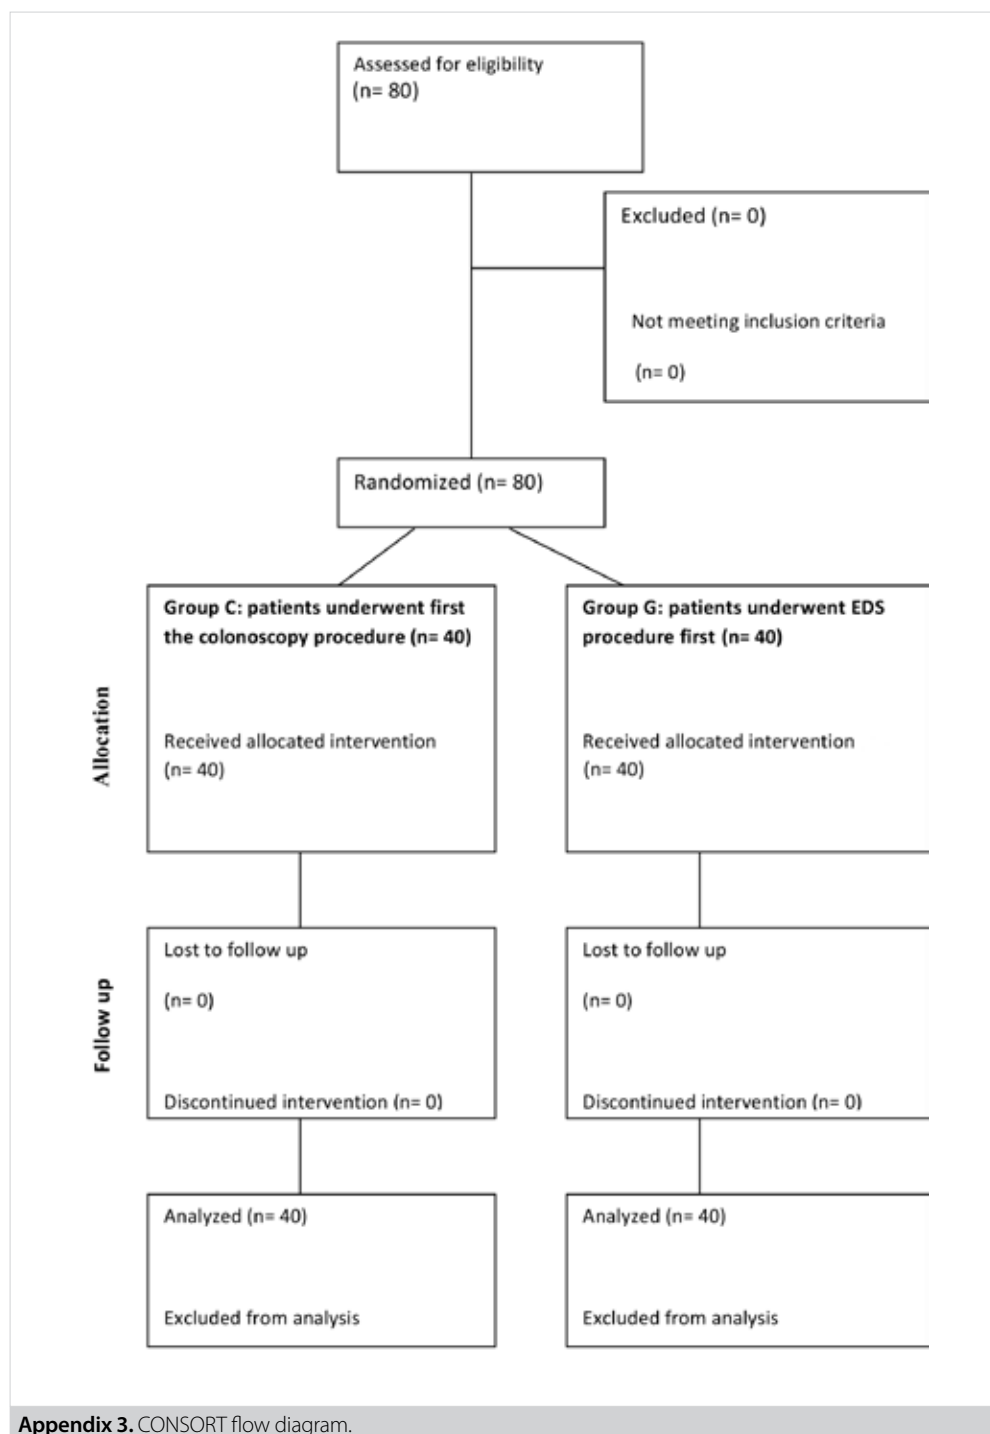 Assessed for eligibility
(n= 80)
Excluded (n= 0)
Not meeting inclusion criteria
(n= 0)
Randomized (n= 80)
Allocation
Group C: patients underwent first
the colonoscopy procedure (n= 40)
Received allocated intervention
(n= 40)
Group G: patients underwent EDS
procedure first (n= 40)
Received allocated intervention
(n= 40)
Follow up
Lost to follow up
(n= 0)
Discontinued intervention (n= 0)
Lost to follow up
(n= 0)
Discontinued intervention (n= 0)
Analyzed (n= 40)
Excluded from analysis
Analyzed (n= 40)
Excluded from analysis
Appendix 3. CONSORT flow diagram.